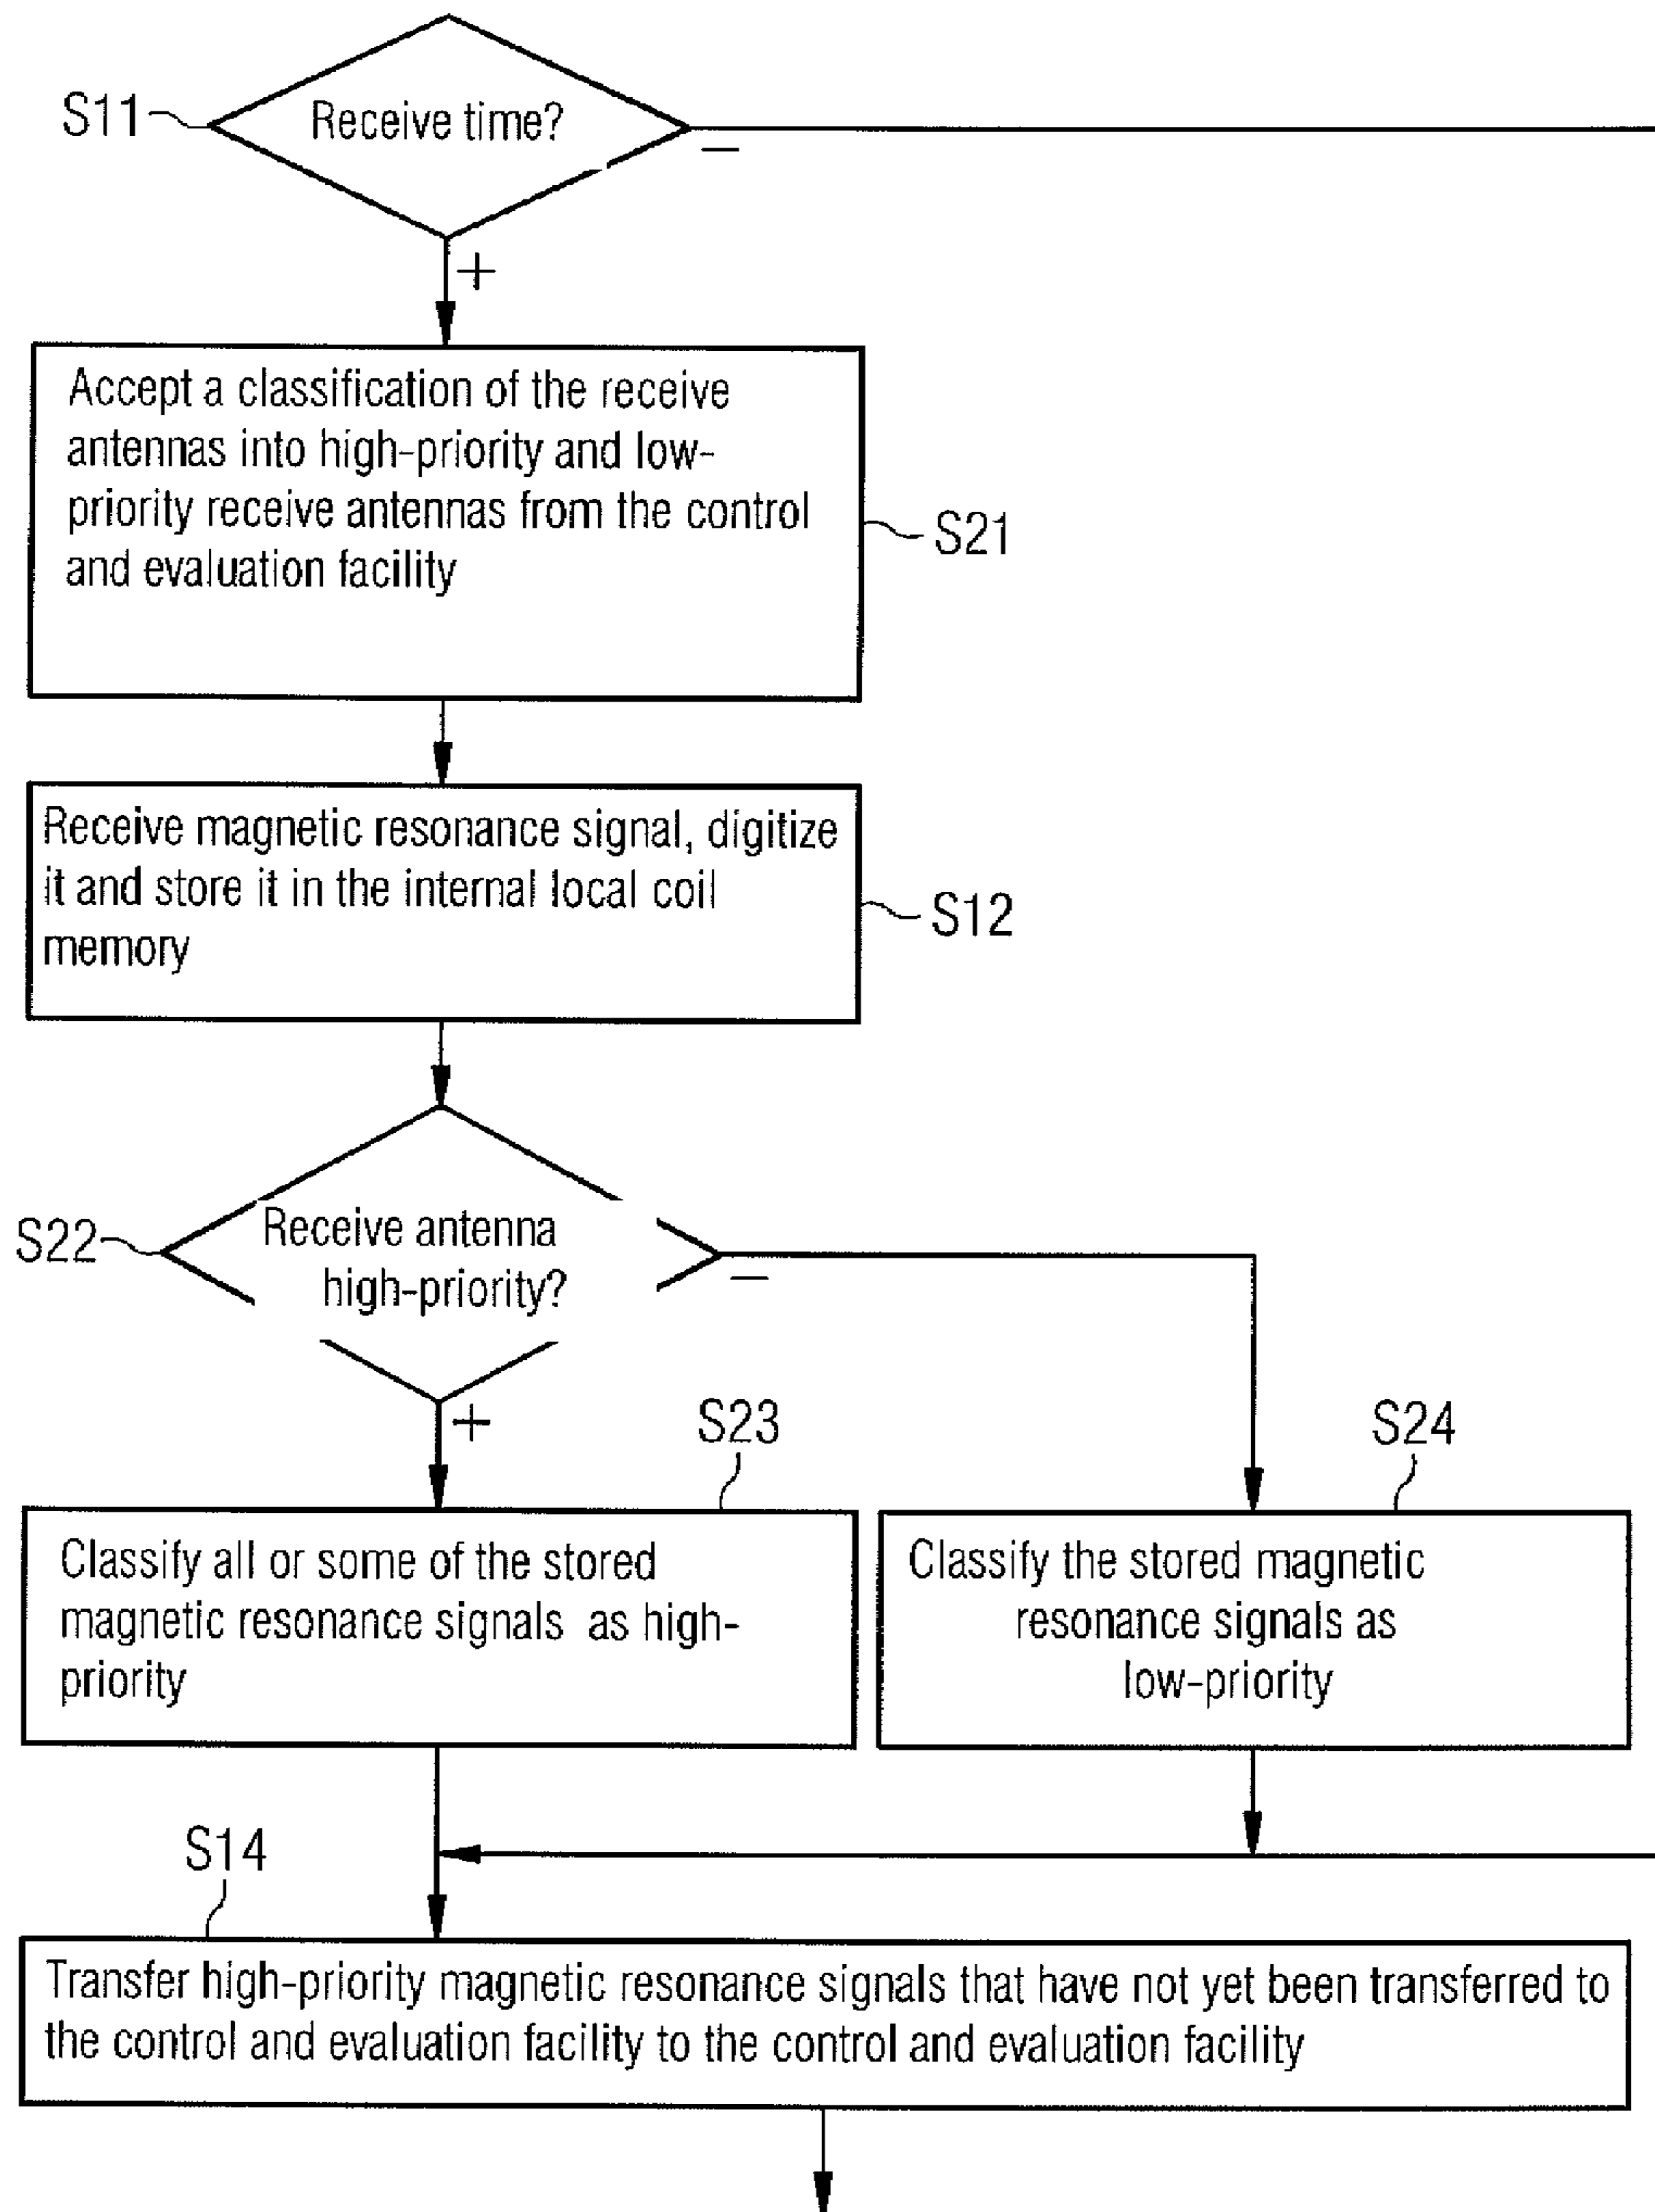 S11
Receive time?
–
+
Accept a classification of the receive
antennas into high-priority and low-
priority receive antennas from the control
and evaluation facility
S21
Receive magnetic resonance signal, digitize
it and store it in the internal local coil
memory
S12
S22
Receive antenna
high-priority?
–
+
S23
S24
Classify all or some of the stored
magnetic resonance signals as high-
priority
Classify the stored magnetic
resonance signals as
low-priority
S14
Transfer high-priority magnetic resonance signals that have not yet been transferred to
the control and evaluation facility to the control and evaluation facility